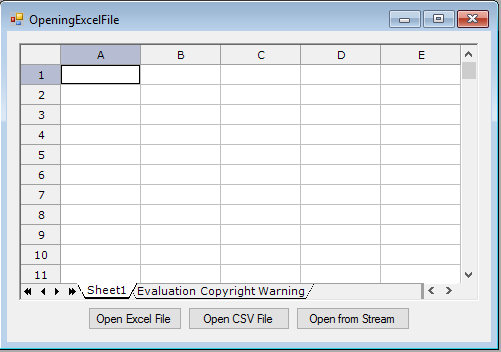 OpeningExcelFile
A B C D E
1
2
3
4
5
6
7
8
9
10
11
Sheet1 Evaluation Copyright Warning
Open Excel File Open CSV File Open from Stream